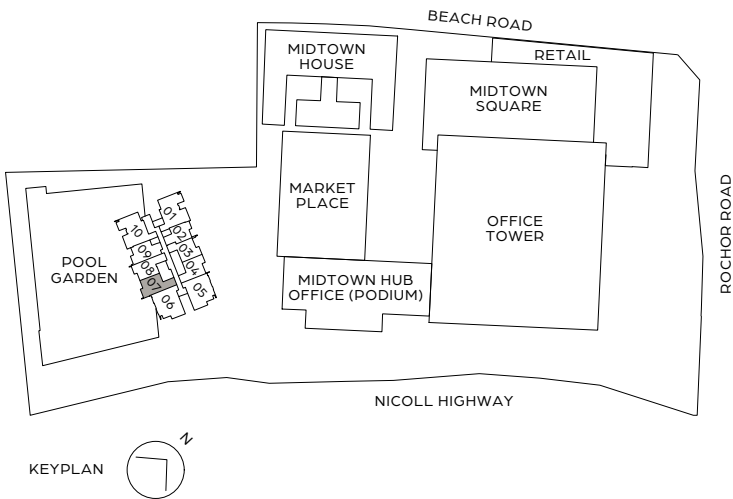 BEACH ROAD
MIDTOWN
HOUSE
RETAIL
MIDTOWN
SQUARE
MARKET
PLACE
OFFICE
TOWER
ROCHOR ROAD
POOL
GARDEN
01
02
03
04
05
10
09
08
07
06
MIDTOWN HUB
OFFICE (PODIUM)
NICOLL HIGHWAY
KEYPLAN
N